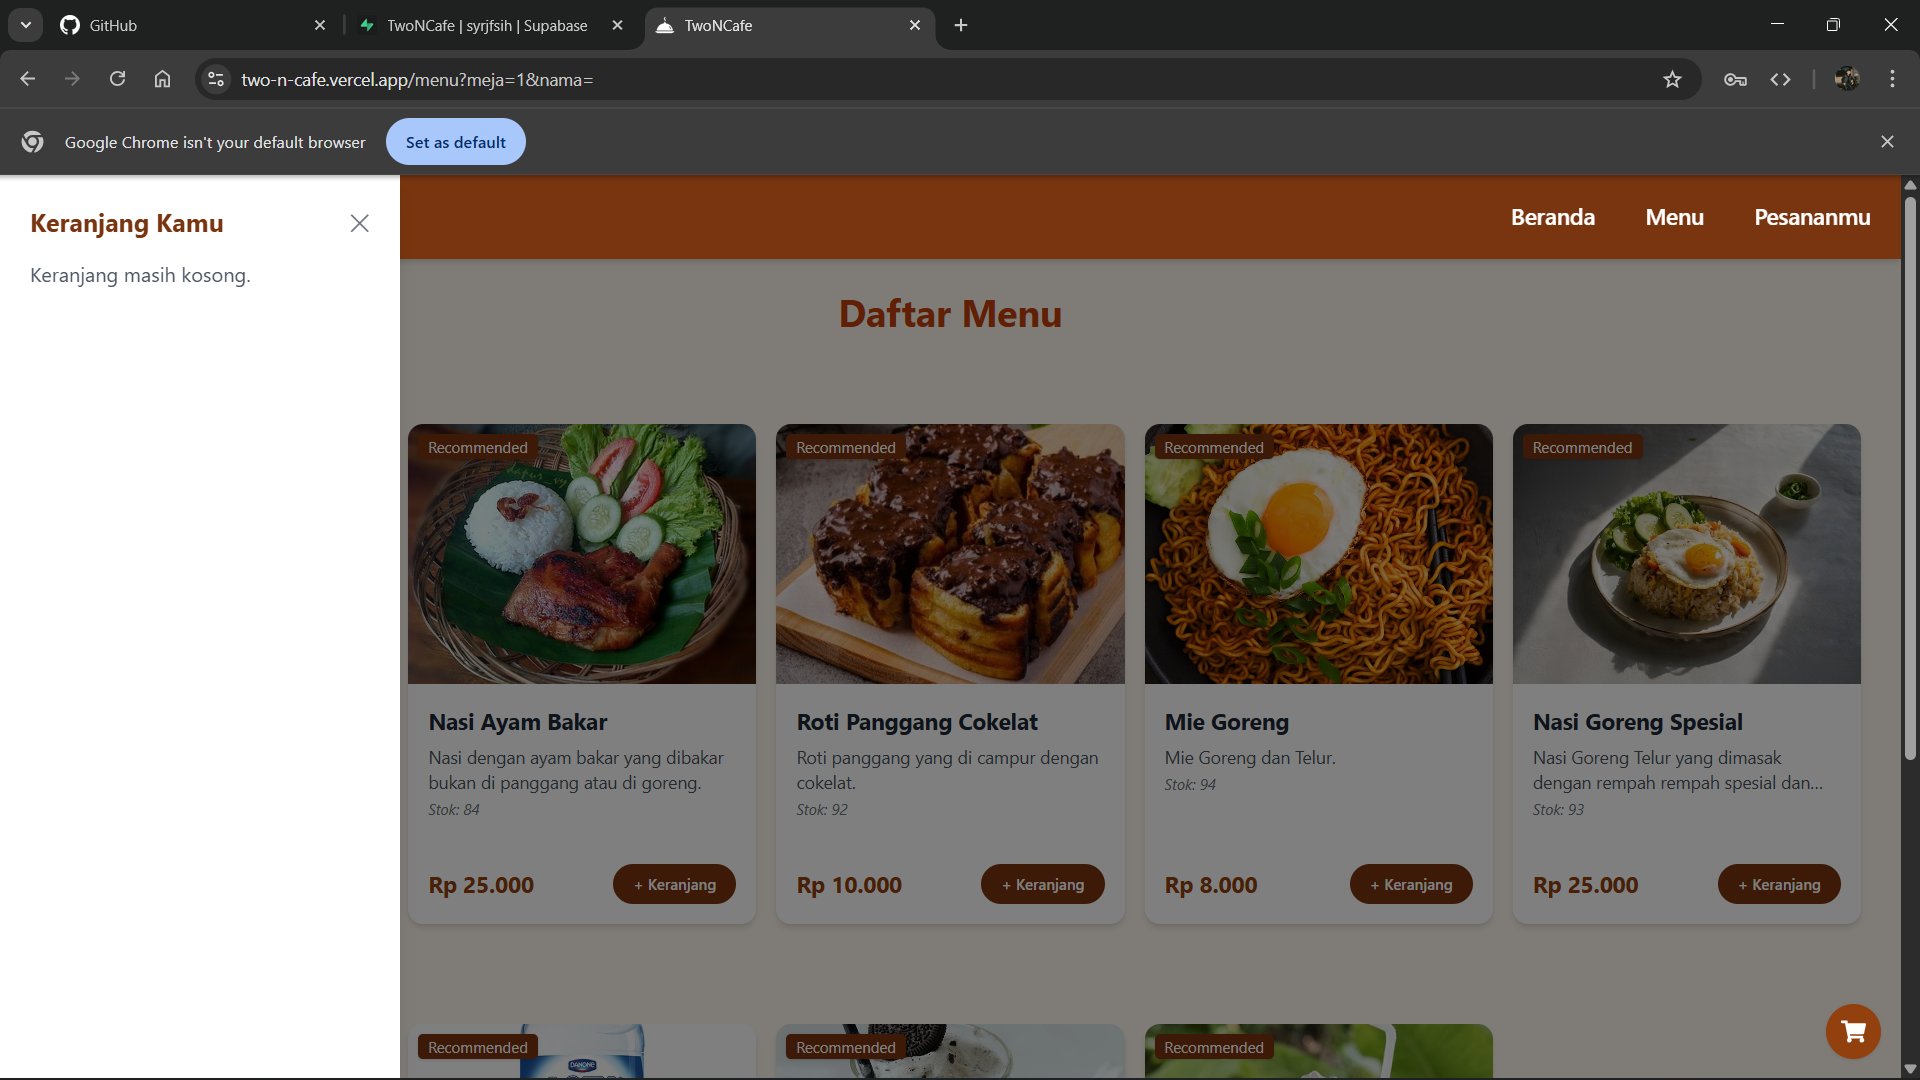 GitHub
TwoNCafe | syrjfsih | Supabase
TwoNCafe
two-n-cafe.vercel.app/menu?meja=1&nama=
Google Chrome isn't your default browser
Set as default
Keranjang Kamu
Keranjang masih kosong.
Beranda
Menu
Pesananmu
Daftar Menu
Recommended
Nasi Ayam Bakar
Nasi dengan ayam bakar yang dibakar
bukan di panggang atau di goreng.
Stok: 84
Rp 25.000
+ Keranjang
Recommended
Roti Panggang Cokelat
Roti panggang yang di campur dengan
cokelat.
Stok: 92
Rp 10.000
+ Keranjang
Recommended
Mie Goreng
Mie Goreng dan Telur.
Stok: 94
Rp 8.000
+ Keranjang
Recommended
Nasi Goreng Spesial
Nasi Goreng Telur yang dimasak
dengan rempah rempah spesial dan...
Stok: 93
Rp 25.000
+ Keranjang
Recommended
DANONE
Recommended
Recommended